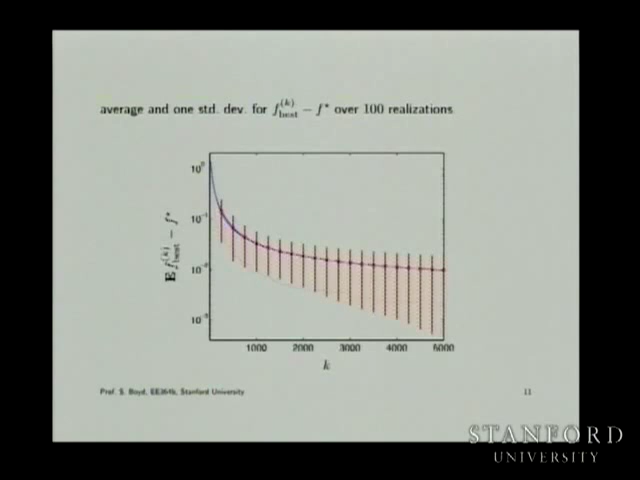 average and one std. dev. for f_best^(k) − f* over 100 realizations
10^0
10^-1
10^-2
10^-3
E f_best^(k) − f*
1000 2000 3000 4000 5000
k
Prof. S. Boyd, EE364b, Stanford University 11
STANFORD
UNIVERSITY